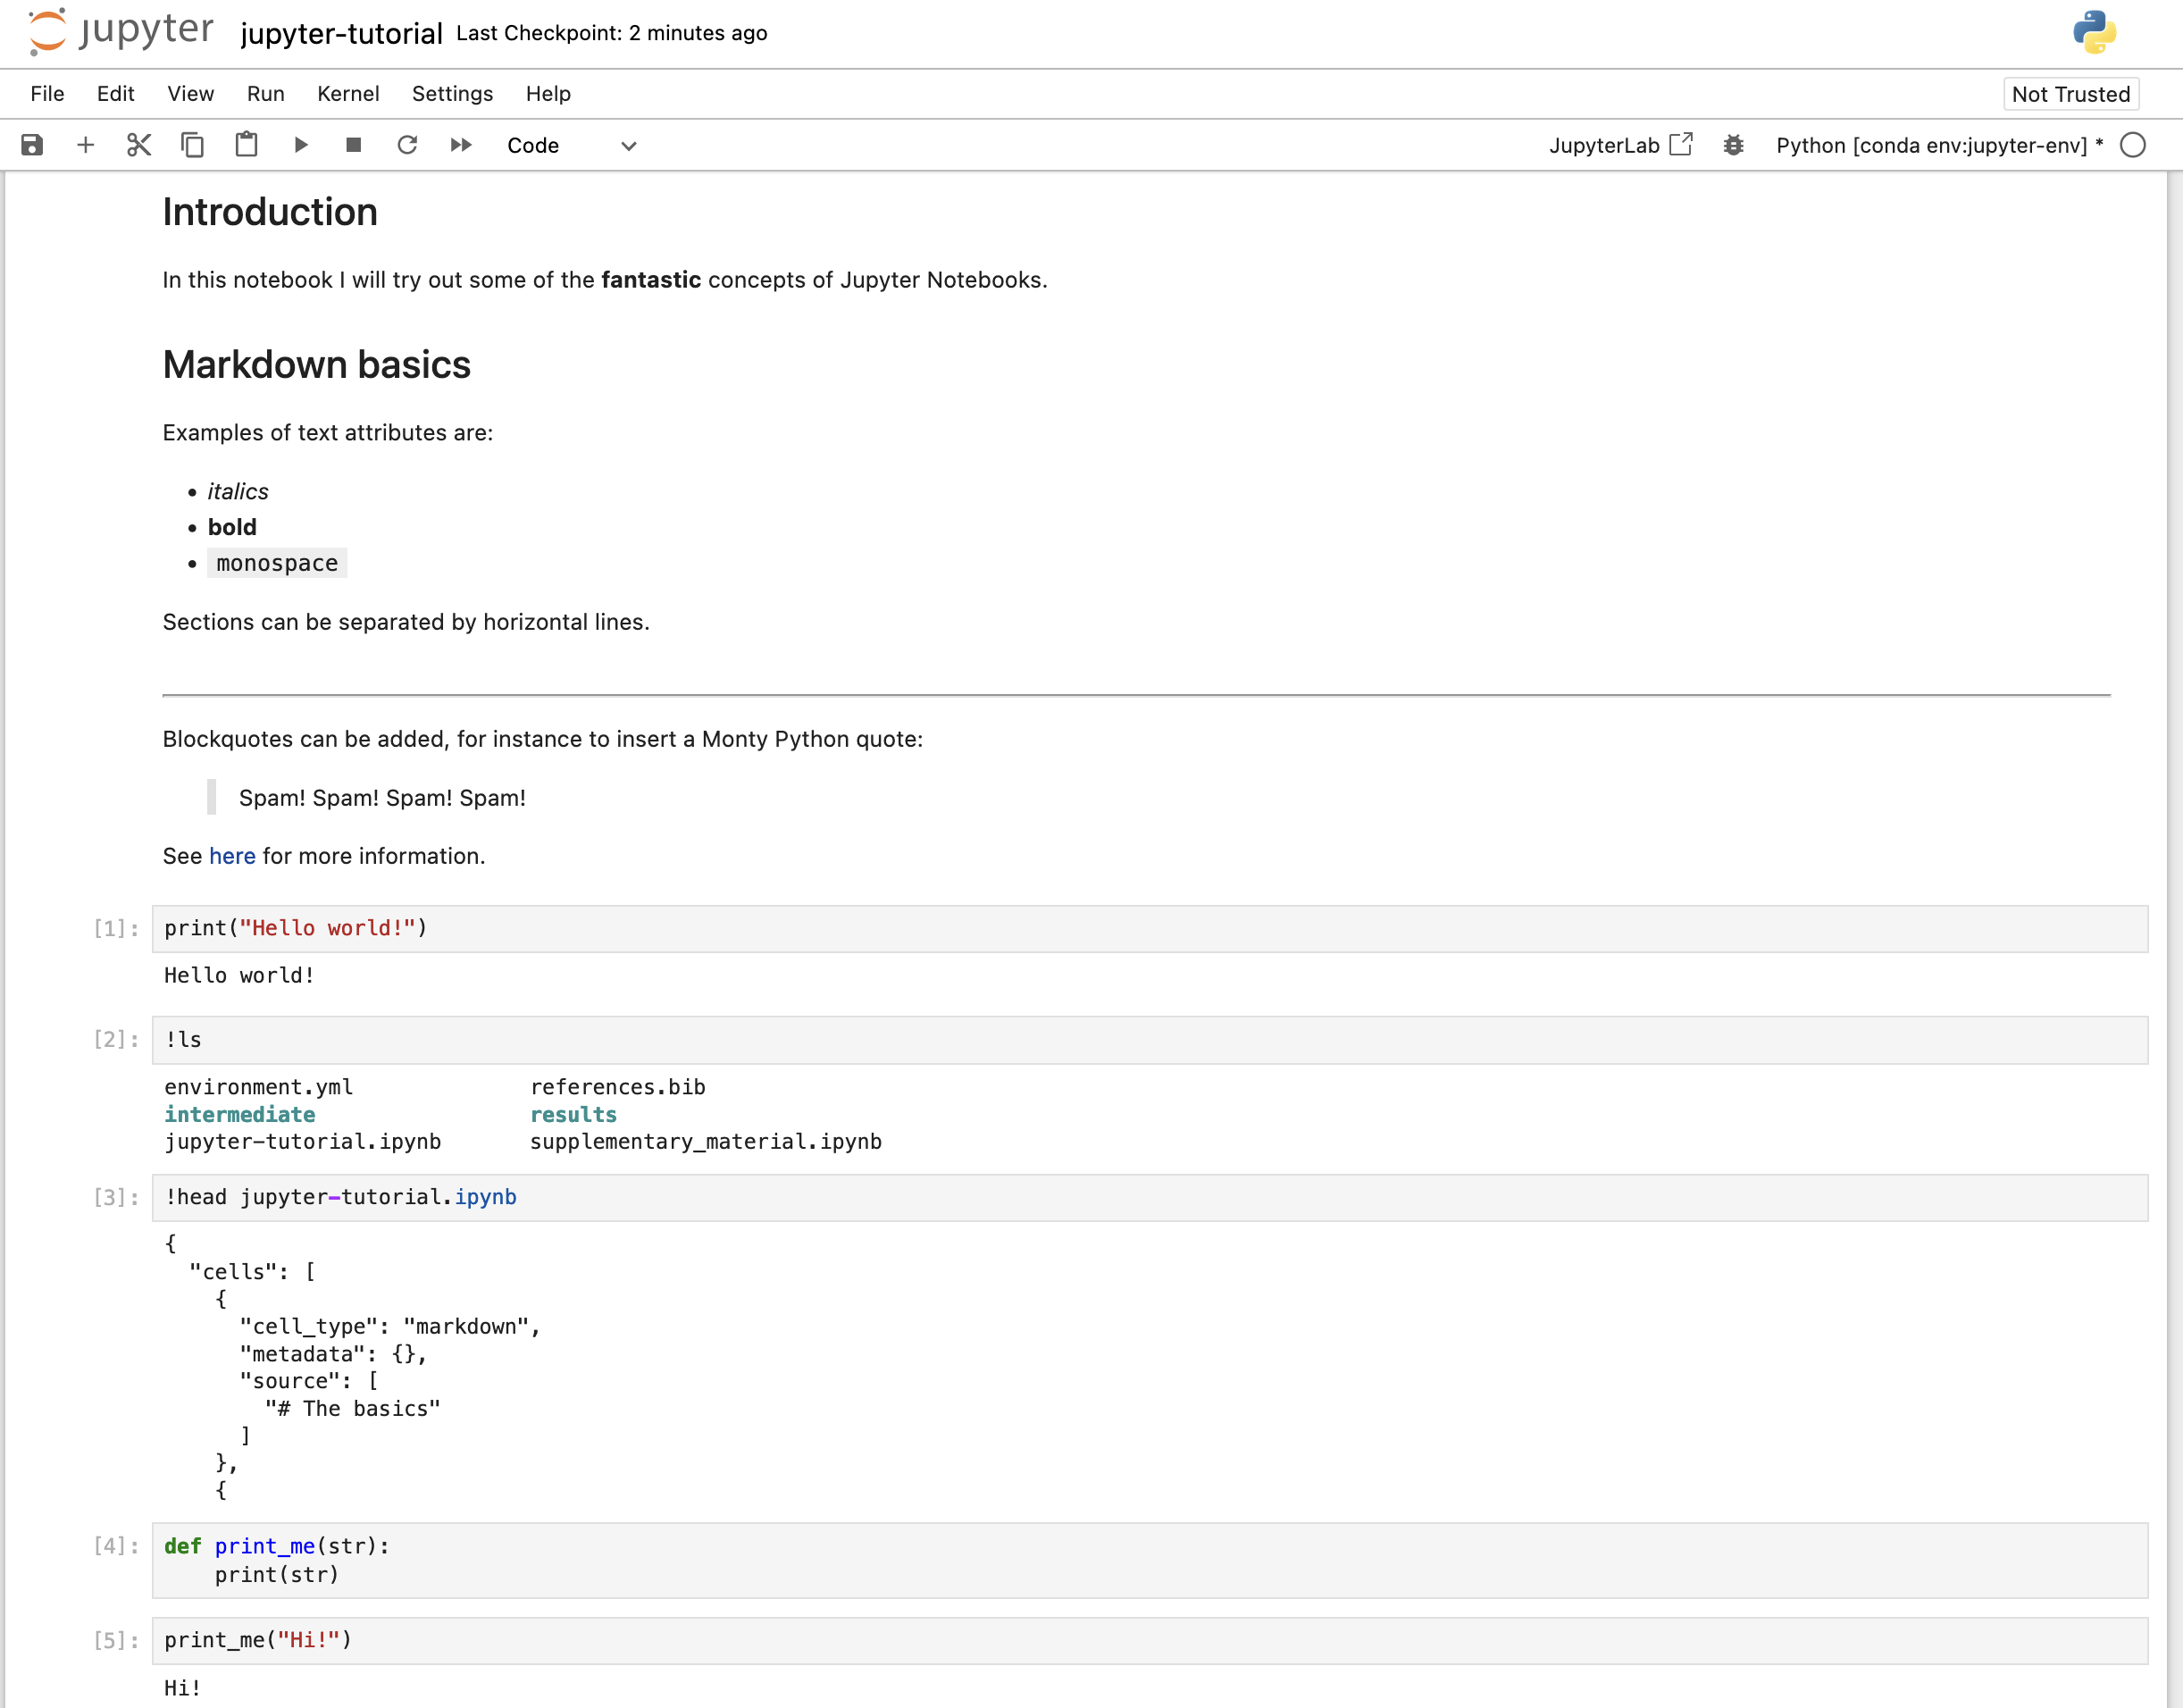 jupyter jupyter-tutorial Last Checkpoint: 2 minutes ago
File Edit View Run Kernel Settings Help Not Trusted
Code JupyterLab Python [conda env:jupyter-env] *
Introduction
In this notebook I will try out some of the fantastic concepts of Jupyter Notebooks.
Markdown basics
Examples of text attributes are:
• italics
• bold
• monospace
Sections can be separated by horizontal lines.
Blockquotes can be added, for instance to insert a Monty Python quote:
Spam! Spam! Spam! Spam!
See here for more information.
[1]: print("Hello world!")
Hello world!
[2]: !ls
environment.yml references.bib
intermediate results
jupyter-tutorial.ipynb supplementary_material.ipynb
[3]: !head jupyter-tutorial.ipynb
{
  "cells": [
    {
      "cell_type": "markdown",
      "metadata": {},
      "source": [
        "# The basics"
      ]
    },
    {
[4]: def print_me(str):
    print(str)
[5]: print_me("Hi!")
Hi!